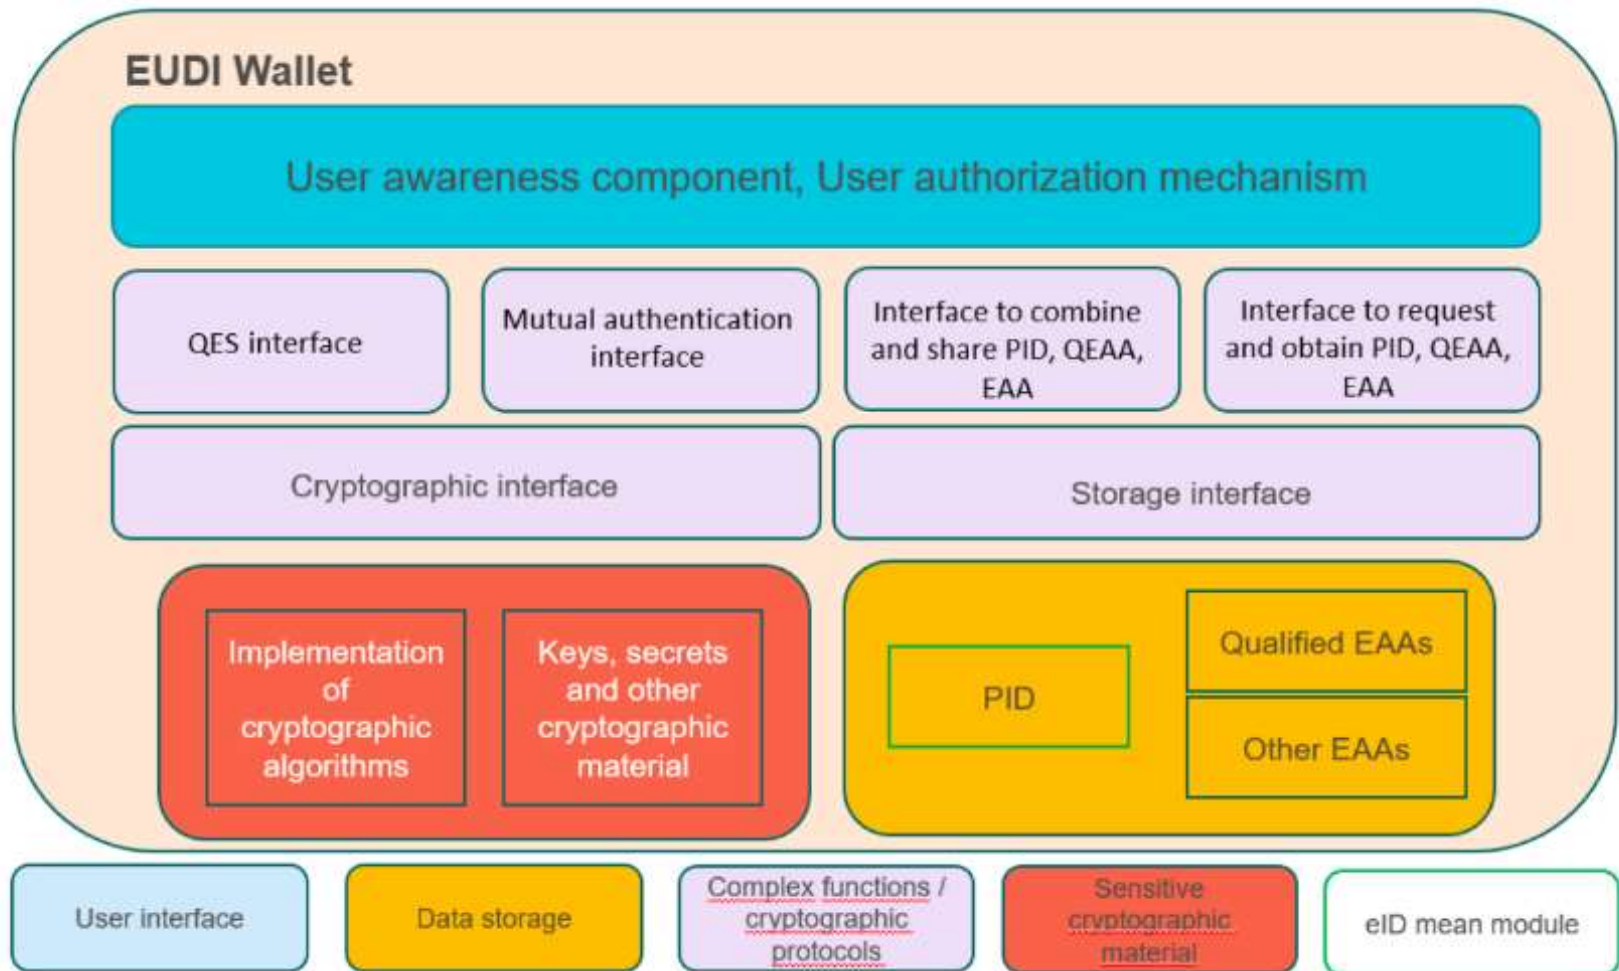 EUDI Wallet
User awareness component, User authorization mechanism
QES interface
Mutual authentication
interface
Interface to combine
and share PID, QEAA,
EAA
Interface to request
and obtain PID, QEAA,
EAA
Cryptographic interface
Storage interface
Implementation
of
cryptographic
algorithms
Keys, secrets
and other
cryptographic
material
PID
Qualified EAAs
Other EAAs
User interface
Data storage
Complex functions /
cryptographic
protocols
Sensitive
cryptographic
material
eID mean module